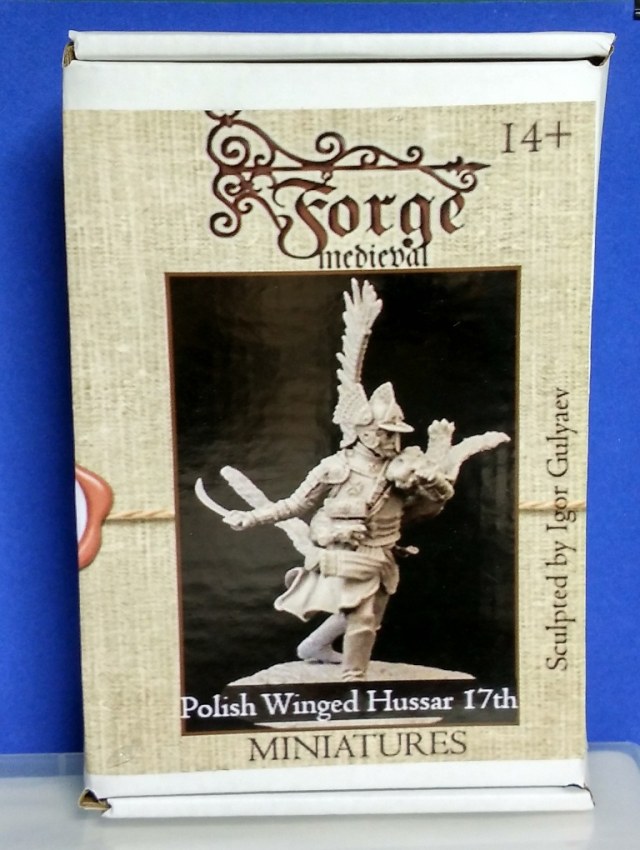 14+
Forge
medieval
Sculpted by Igor Gulyaev
Polish Winged Hussar 17th
MINIATURES